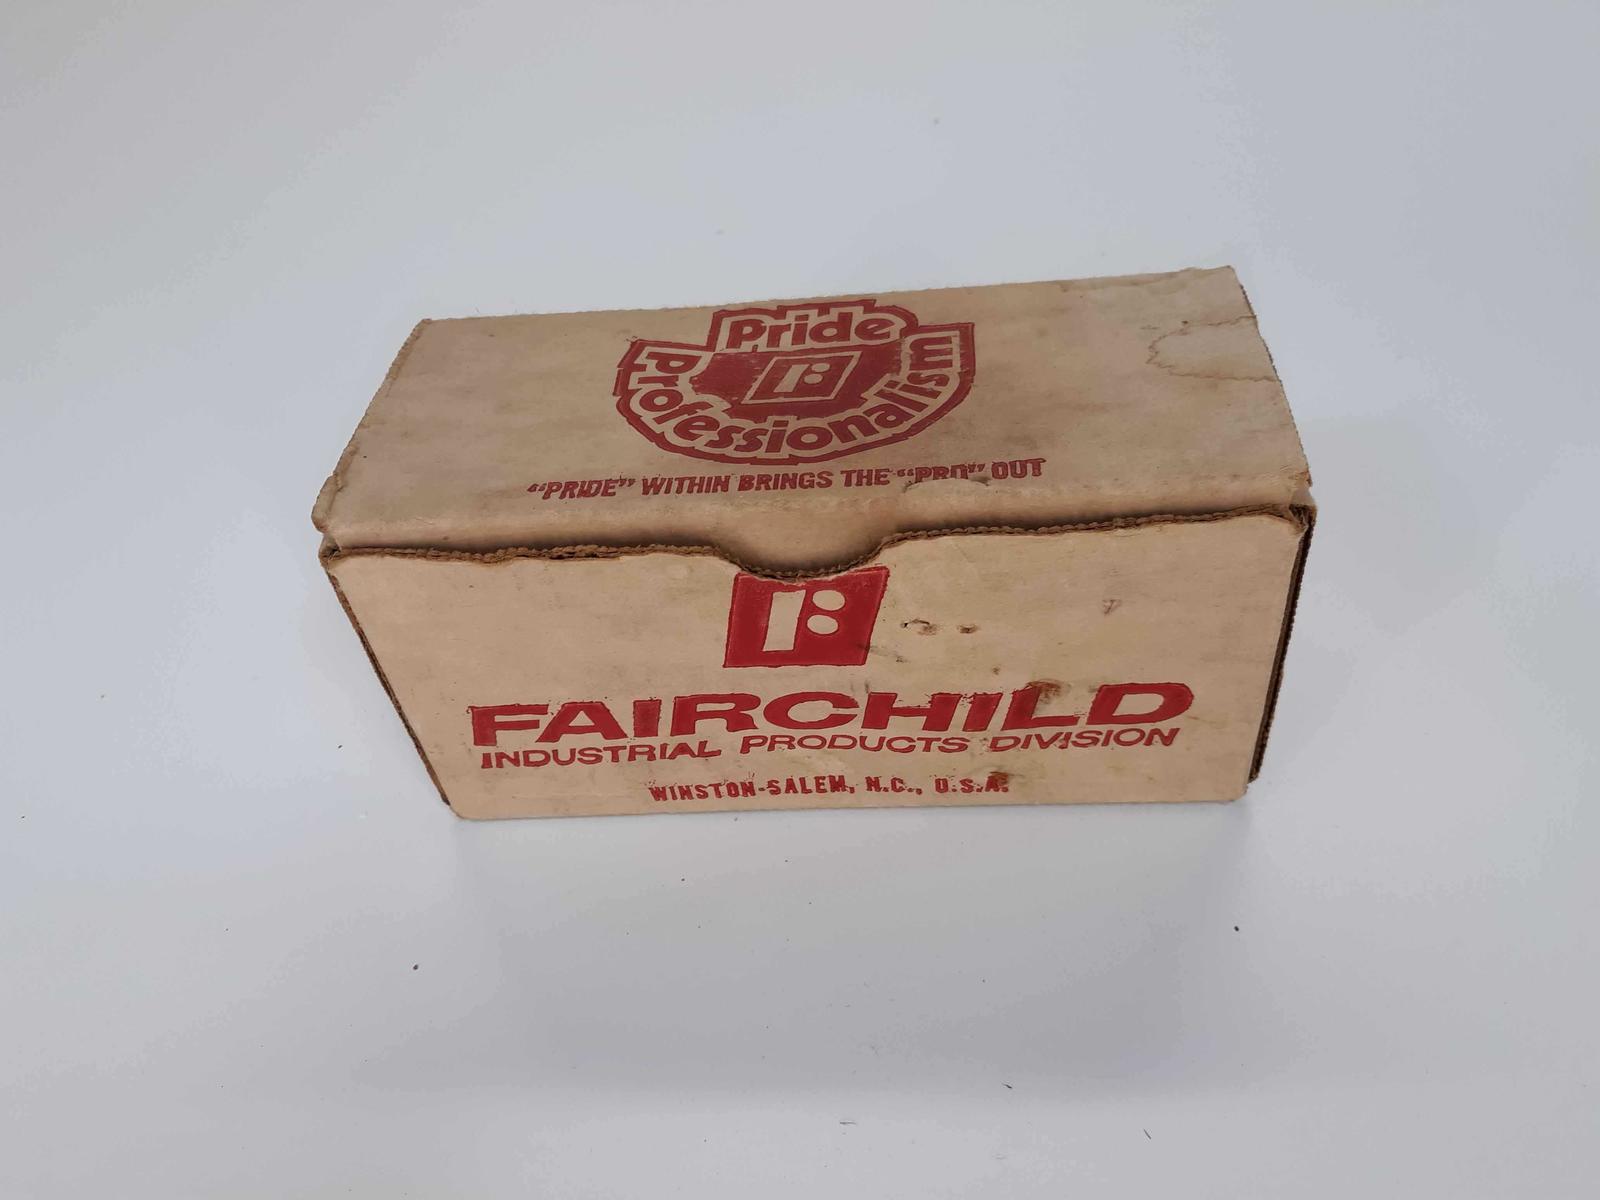 Pride
Professionalism
“PRIDE” WITHIN BRINGS THE “PRO” OUT
FAIRCHILD
INDUSTRIAL PRODUCTS DIVISION
WINSTON-SALEM, N.C., U.S.A.